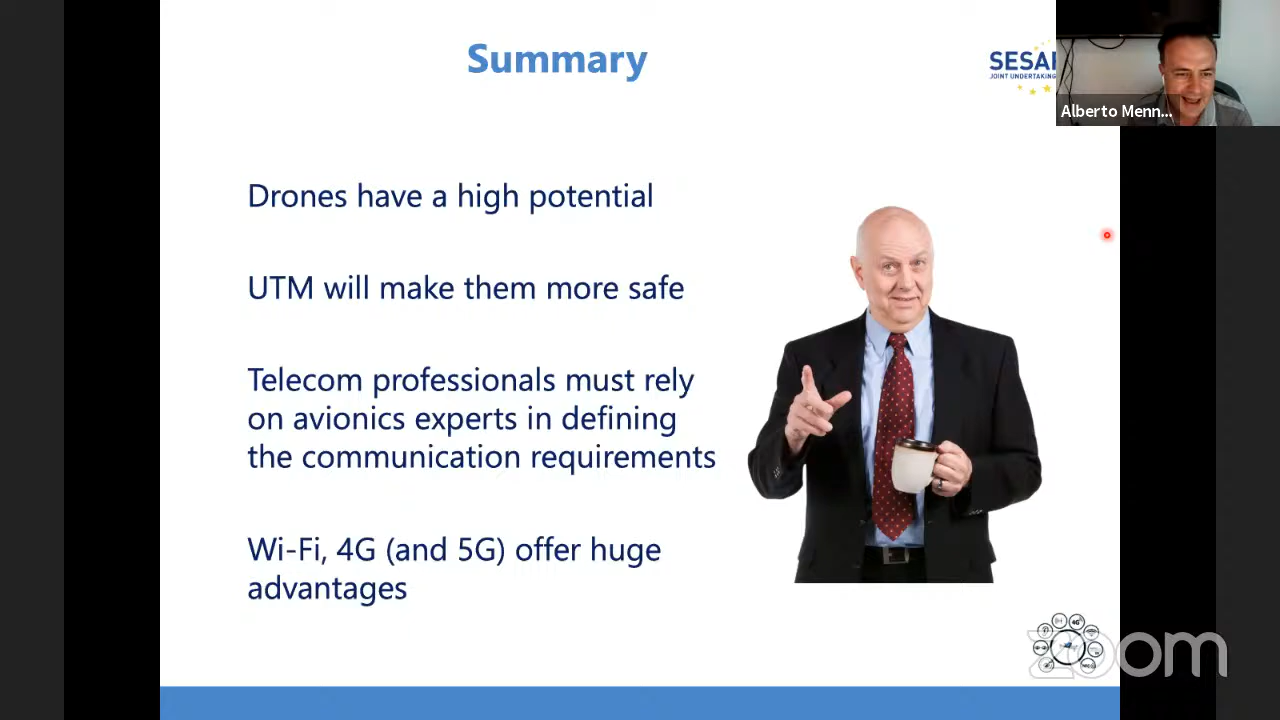 Summary
SESAR
JOINT UNDERTAKING
Alberto Menn...
Drones have a high potential
UTM will make them more safe
Telecom professionals must rely
on avionics experts in defining
the communication requirements
Wi-Fi, 4G (and 5G) offer huge
advantages
4G
zoom